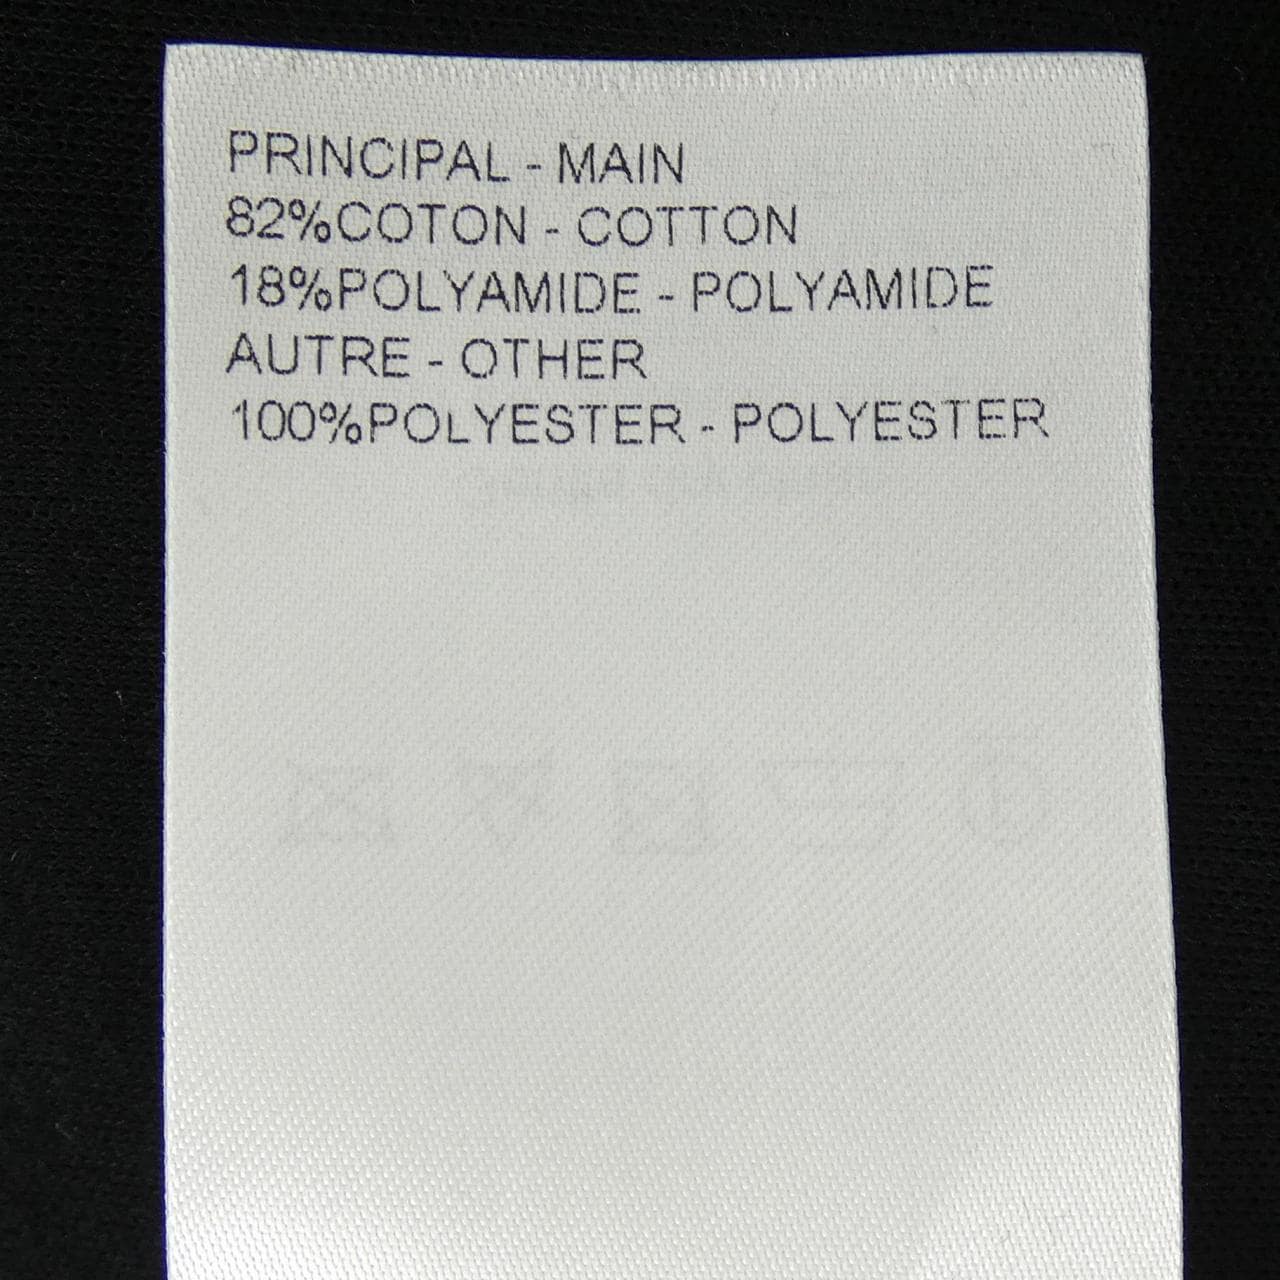 PRINCIPAL - MAIN
82%COTON - COTTON
18%POLYAMIDE - POLYAMIDE
AUTRE - OTHER
100%POLYESTER - POLYESTER